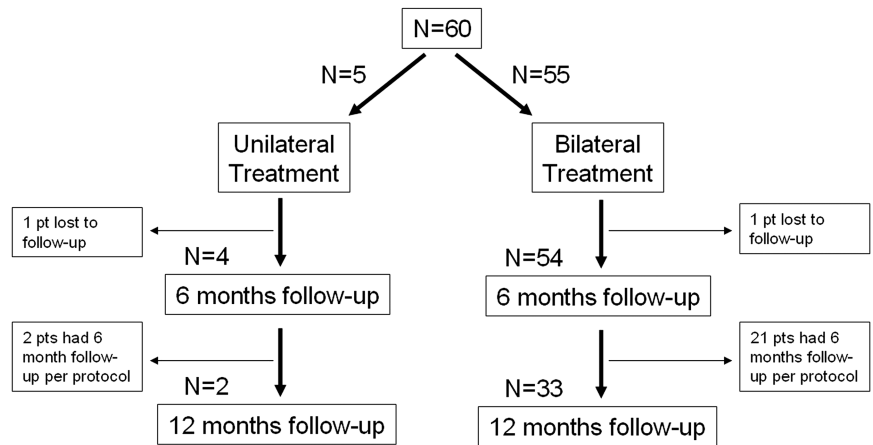 N=60
N=5
N=55
Unilateral
Treatment
Bilateral
Treatment
1 pt lost to
follow-up
1 pt lost to
follow-up
N=4
N=54
6 months follow-up
6 months follow-up
2 pts had 6
month follow-
up per protocol
21 pts had 6
months follow-
up per protocol
N=2
N=33
12 months follow-up
12 months follow-up